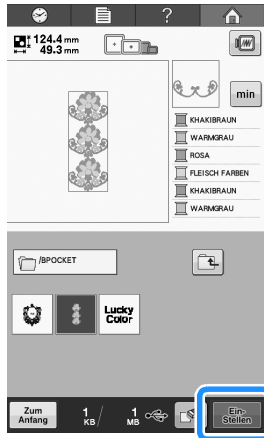 ?
124.4 mm
49.3 mm
min
KHAKIBRAUN
WARMGRAU
ROSA
FLEISCH FARBEN
KHAKIBRAUN
WARMGRAU
/BPOCKET
Lucky
Color
Zum
Anfang
1
KB
/
1
MB
Ein-
Stellen